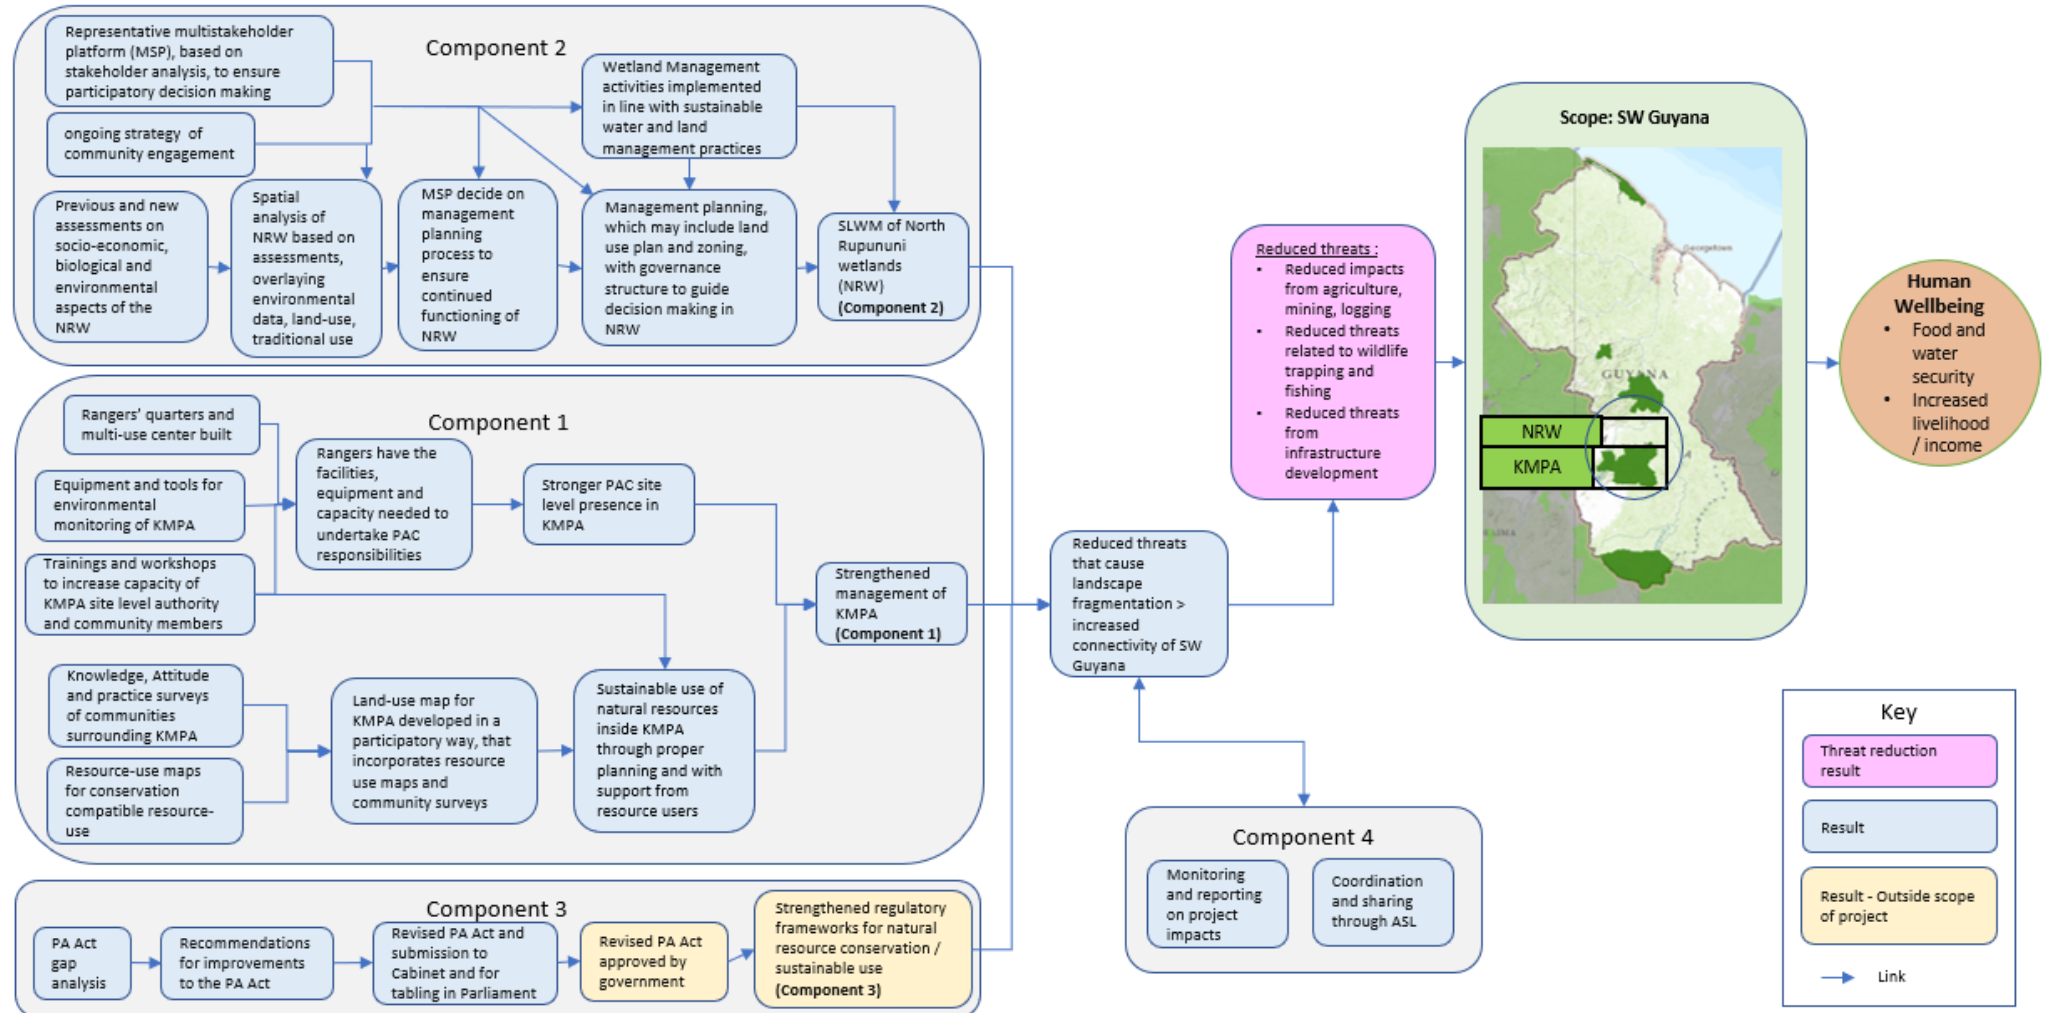 Component 2
Representative multistakeholder
platform (MSP), based on
stakeholder analysis, to ensure
participatory decision making
ongoing strategy of
community engagement
Wetland Management
activities implemented
in line with sustainable
water and land
management practices
Previous and new
assessments on
socio-economic,
biological and
environmental
aspects of the
NRW
Spatial
analysis of
NRW based on
assessments,
overlaying
environmental
data, land-use,
traditional use
MSP decide on
management
planning
process to
ensure
continued
functioning of
NRW
Management planning,
which may include land
use plan and zoning,
with governance
structure to guide
decision making in
NRW
SLWM of North
Rupununi
wetlands
(NRW)
(Component 2)
Component 1
Rangers’ quarters and
multi-use center built
Equipment and tools for
environmental
monitoring of KMPA
Trainings and workshops
to increase capacity of
KMPA site level authority
and community members
Rangers have the
facilities,
equipment and
capacity needed to
undertake PAC
responsibilities
Stronger PAC site
level presence in
KMPA
Knowledge, Attitude
and practice surveys
of communities
surrounding KMPA
Resource-use maps
for conservation
compatible resource-
use
Land-use map for
KMPA developed in a
participatory way, that
incorporates resource
use maps and
community surveys
Sustainable use of
natural resources
inside KMPA
through proper
planning and with
support from
resource users
Strengthened
management of
KMPA
(Component 1)
Component 3
PA Act
gap
analysis
Recommendations
for improvements
to the PA Act
Revised PA Act and
submission to
Cabinet and for
tabling in Parliament
Revised PA Act
approved by
government
Strengthened regulatory
frameworks for natural
resource conservation /
sustainable use
(Component 3)
Reduced threats
that cause
landscape
fragmentation >
increased
connectivity of SW
Guyana
Component 4
Monitoring
and reporting
on project
impacts
Coordination
and sharing
through ASL
Reduced threats :
• Reduced impacts
from agriculture,
mining, logging
• Reduced threats
related to wildlife
trapping and
fishing
• Reduced threats
from
infrastructure
development
Scope: SW Guyana
Georgetown
GUYANA
NRW
KMPA
Human
Wellbeing
• Food and
water
security
• Increased
livelihood
/ income
Key
Threat reduction
result
Result
Result - Outside scope
of project
Link